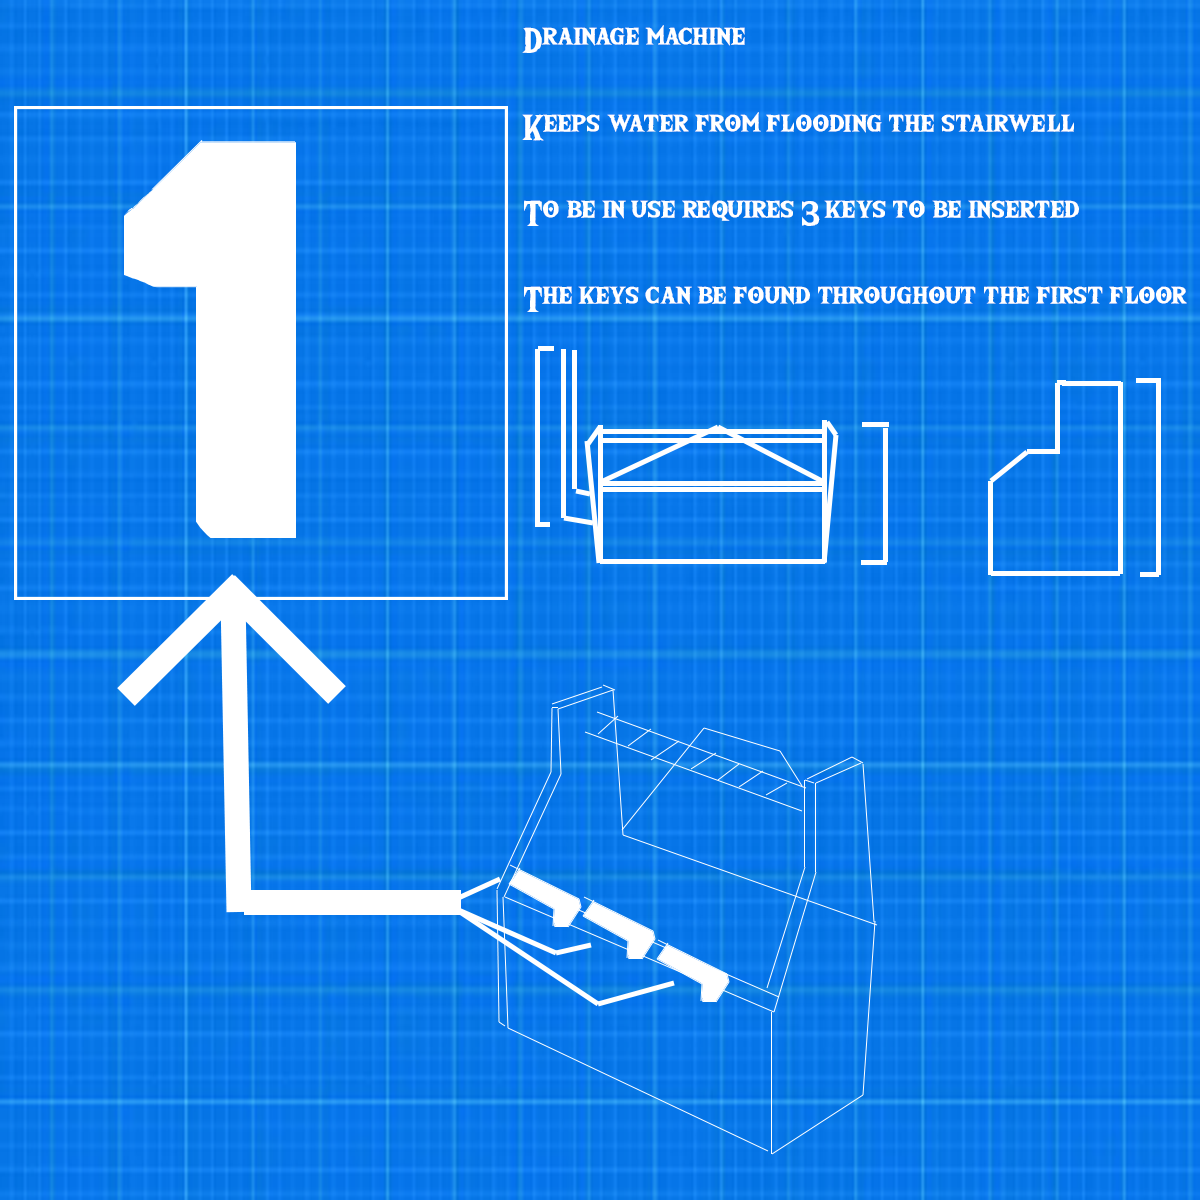 Drainage machine
Keeps water from flooding the stairwell
To be in use requires 3 keys to be inserted
The keys can be found throughout the first floor
1